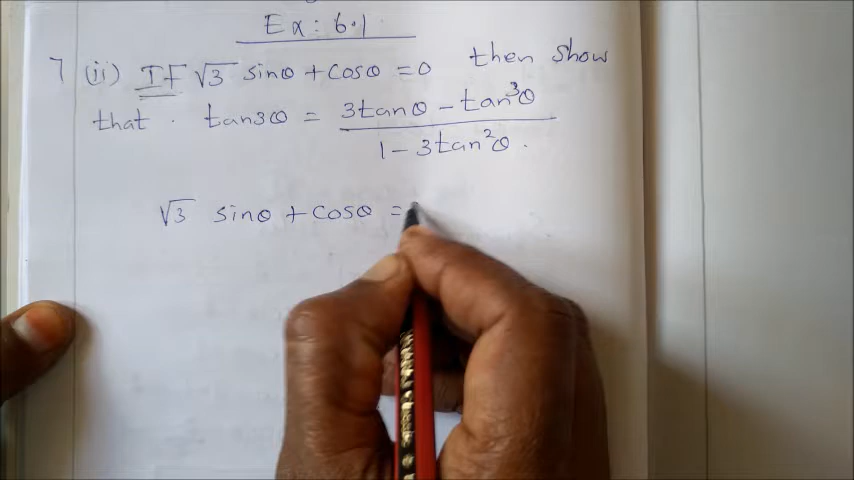 Ex: 6.1
7 (ii) IF √3 sinθ + cosθ = 0 then show
that . tan3θ = 3tanθ - tan³θ
1 - 3tan²θ .
√3 sinθ + cosθ =